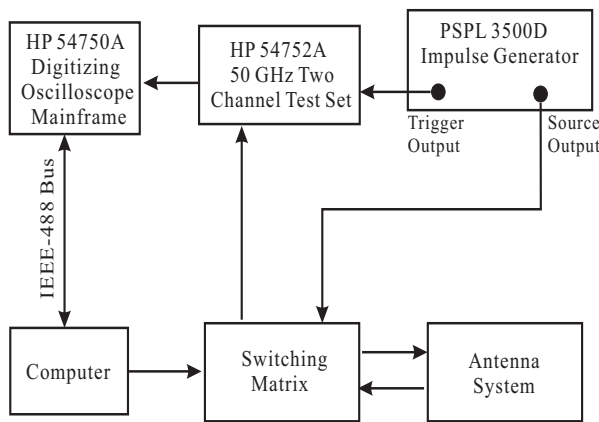 HP 54750A
Digitizing
Oscilloscope
Mainframe
HP 54752A
50 GHz Two
Channel Test Set
PSPL 3500D
Impulse Generator
Trigger
Output
Source
Output
IEEE-488 Bus
Computer
Switching
Matrix
Antenna
System